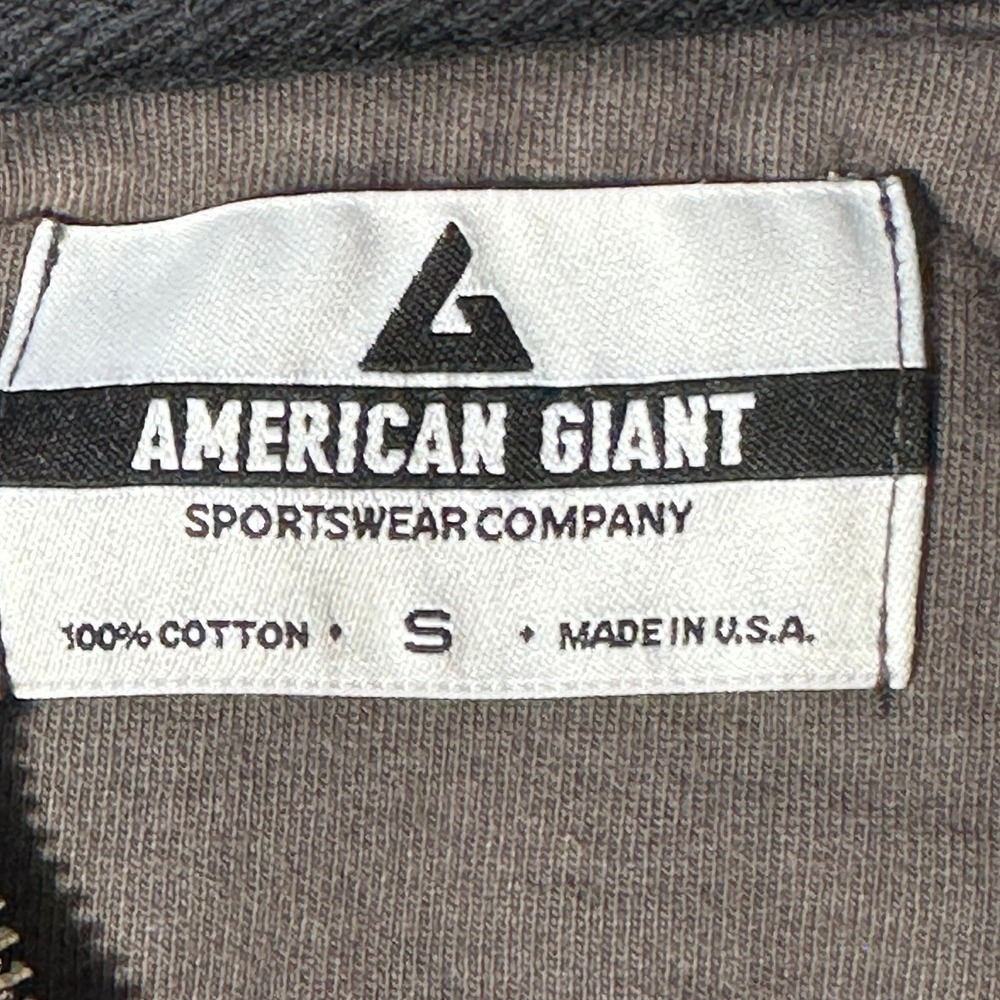 AMERICAN GIANT
SPORTSWEAR COMPANY
100% COTTON • S • MADE IN U.S.A.